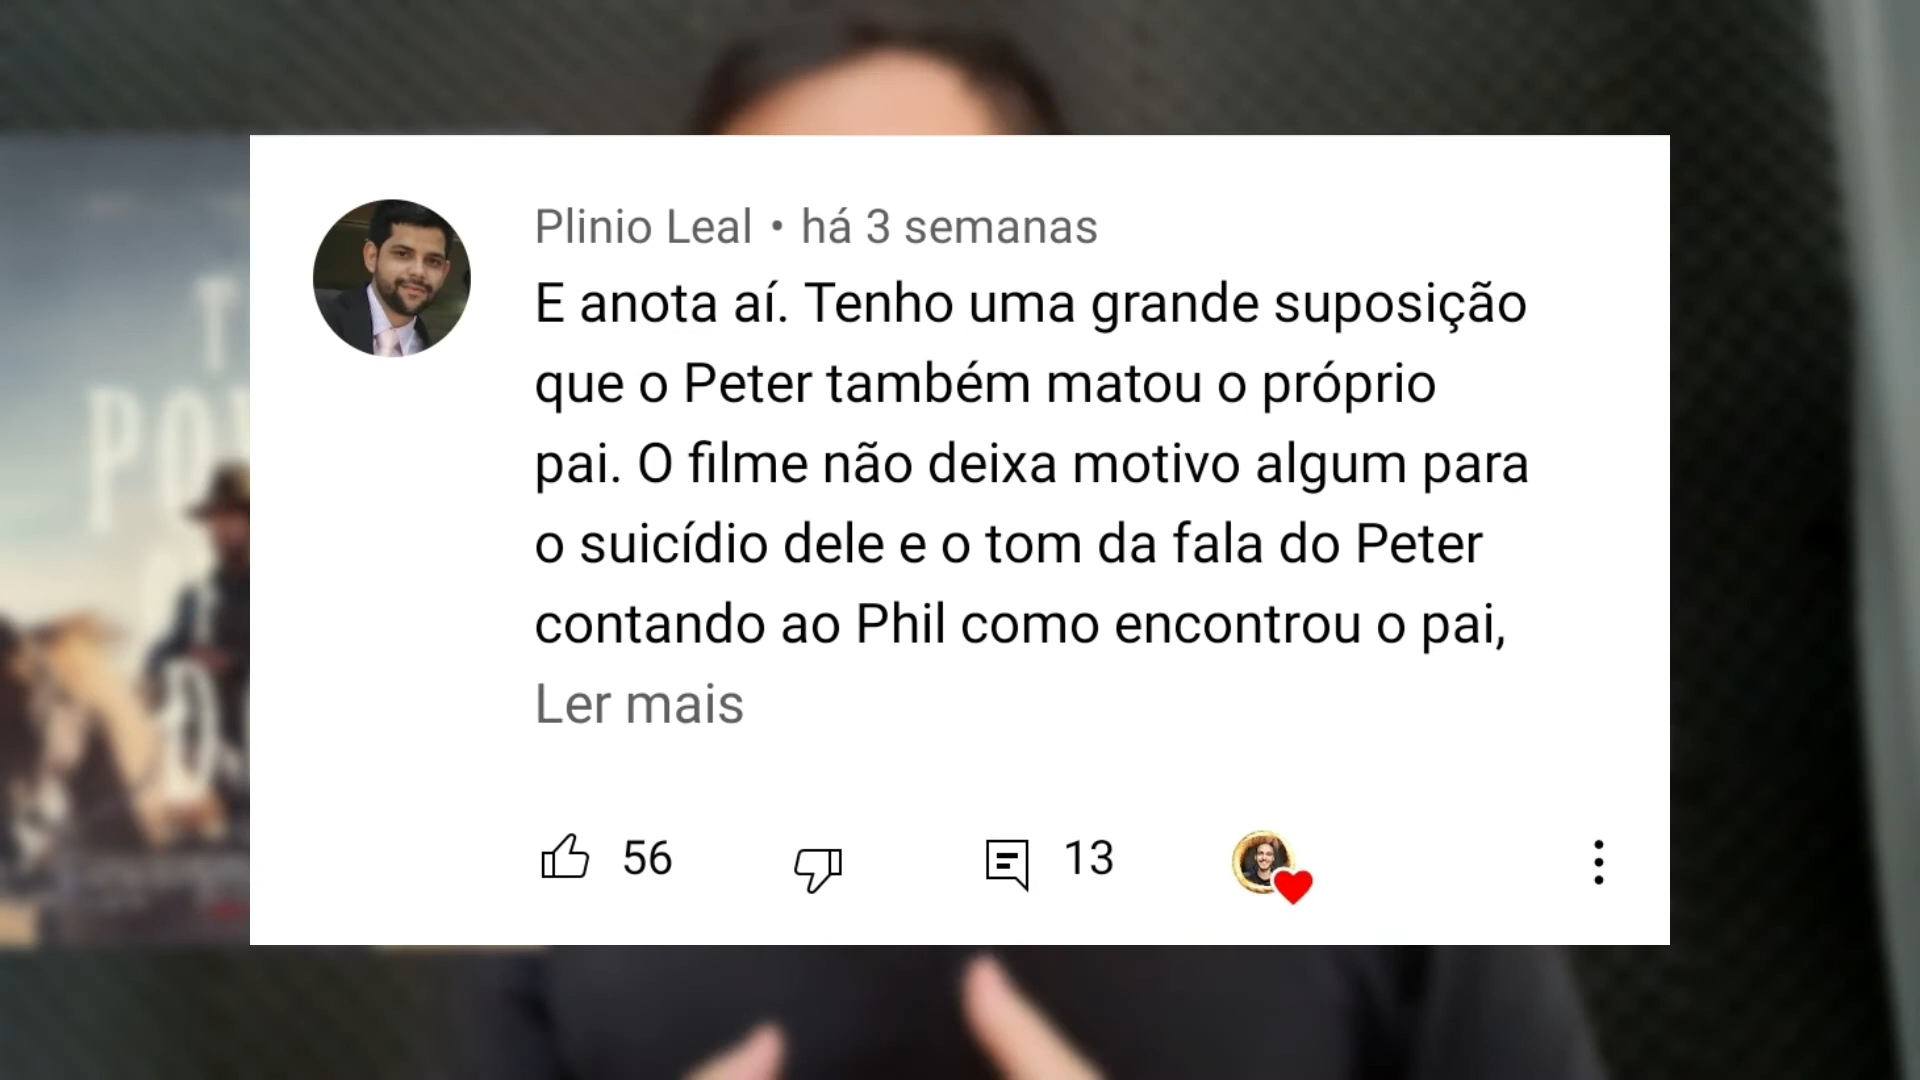 Plinio Leal • há 3 semanas
E anota aí. Tenho uma grande suposição
que o Peter também matou o próprio
pai. O filme não deixa motivo algum para
o suicídio dele e o tom da fala do Peter
contando ao Phil como encontrou o pai,
Ler mais
56
13
T
PO